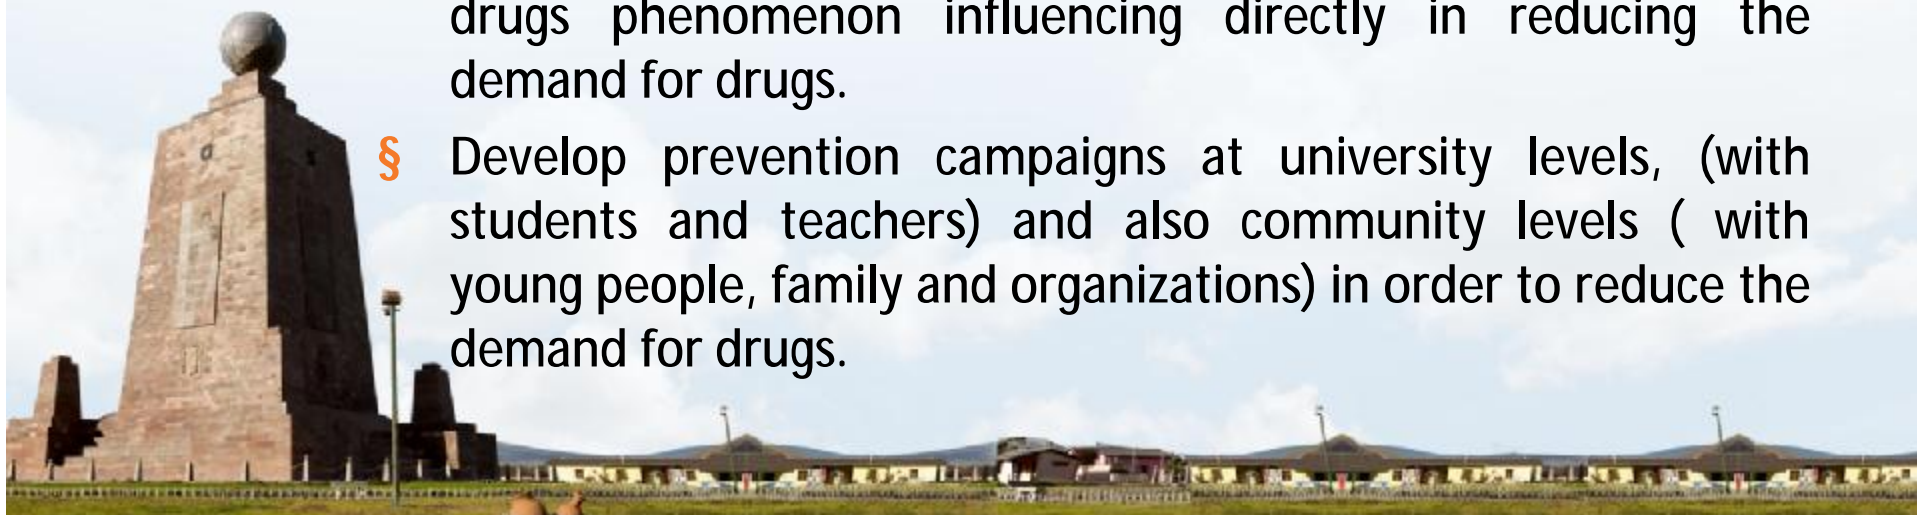 drugs phenomenon influencing directly in reducing the
demand for drugs.
§ Develop prevention campaigns at university levels, (with
students and teachers) and also community levels ( with
young people, family and organizations) in order to reduce the
demand for drugs.